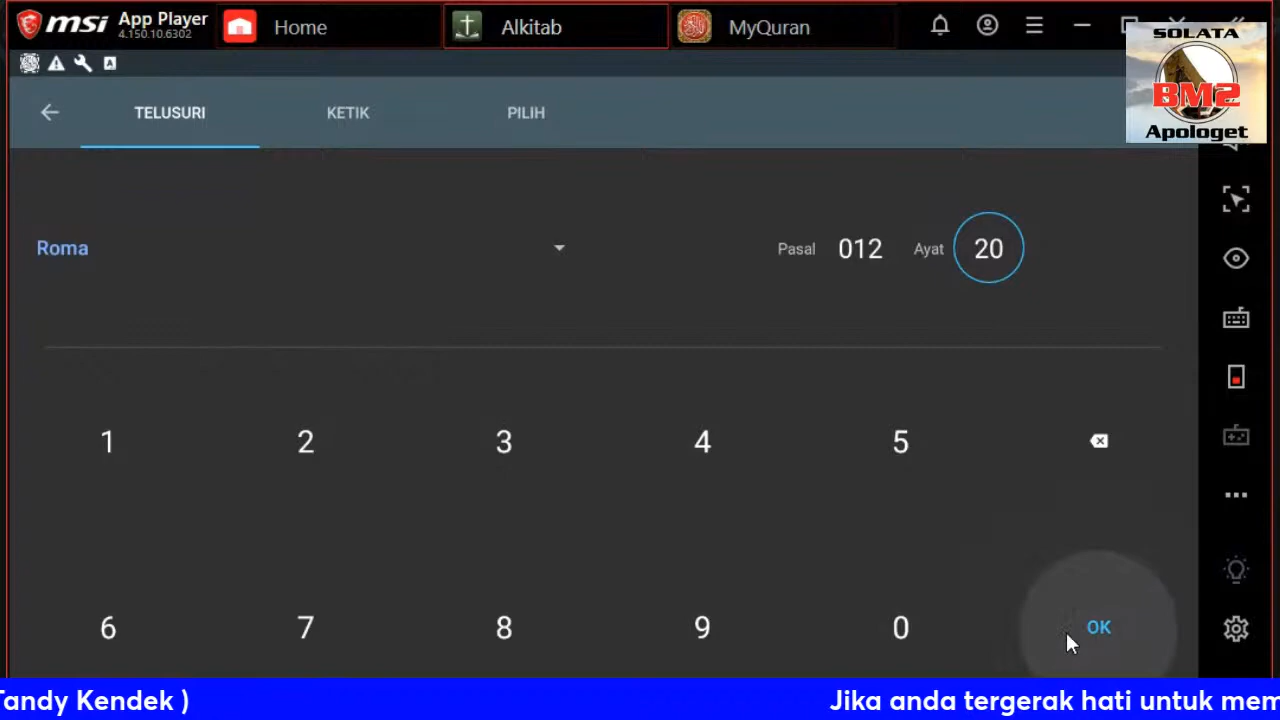 msi App Player
4.150.10.6302
Home
Alkitab
MyQuran
SOLATA
BM2
Apologet
TELUSURI
KETIK
PILIH
Roma
Pasal 012 Ayat 20
1 2 3 4 5
6 7 8 9 0 OK
Tandy Kendek ) Jika anda tergerak hati untuk mem